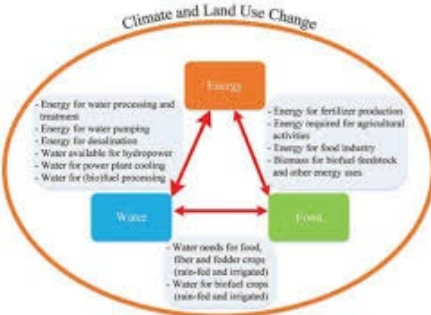 Climate and Land Use Change
Energy
- Energy for water processing and
treatment
- Energy for water pumping
- Energy for desalination
- Water available for hydropower
- Water for power plant cooling
- Water for (bio)fuel processing
- Energy for fertilizer production
- Energy required for agricultural
activities
- Energy for food industry
- Biomass for biofuel feedstock
and other energy uses
Water
Food
- Water needs for food,
fiber and fodder crops
(rain-fed and irrigated)
- Water for biofuel crops
(rain-fed and irrigated)